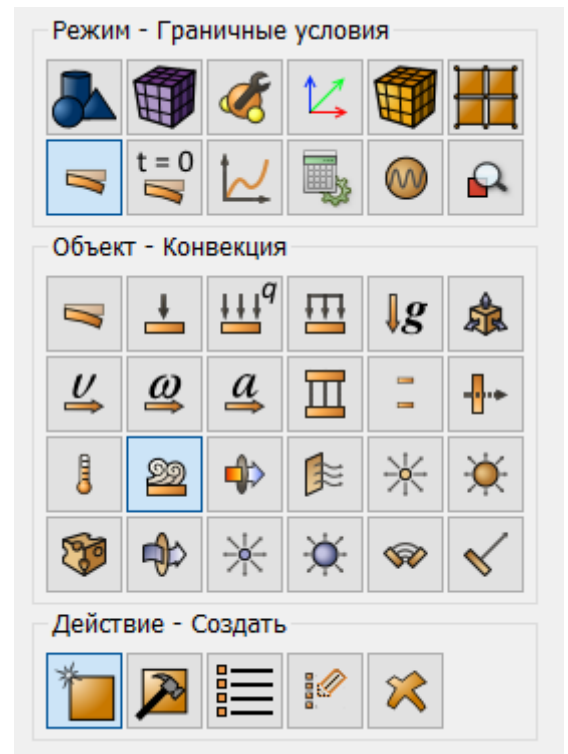 Режим - Граничные условия
t = 0
Объект - Конвекция
q
g
υ ω a
Действие - Создать